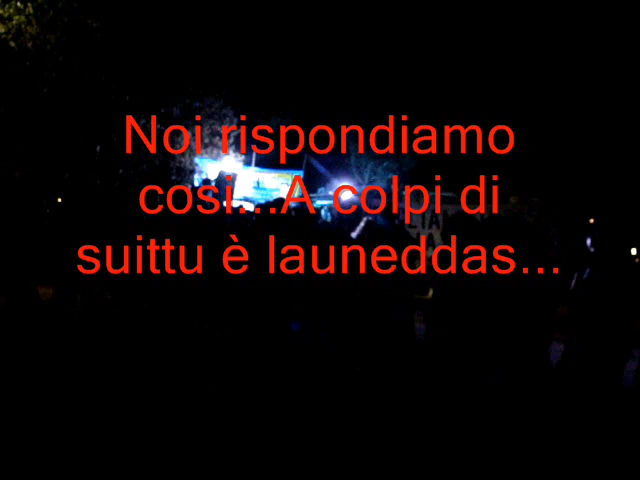 Noi rispondiamo
così...A colpi di
suittu è launeddas...